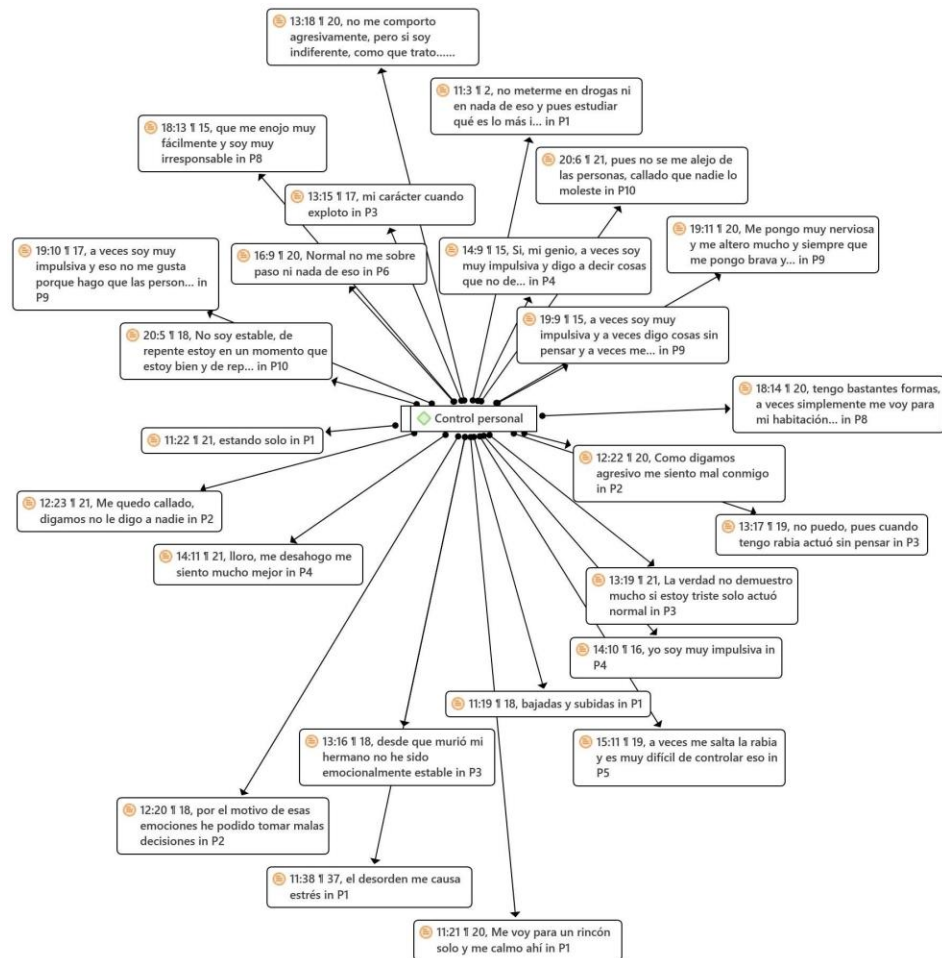 13:18 ¶ 20, no me comporto
agresivamente, pero si soy
indiferente, como que trato……
11:3 ¶ 2, no meterme en drogas ni
en nada de eso y pues estudiar
qué es lo más i... in P1
18:13 ¶ 15, que me enojo muy
fácilmente y soy muy
irresponsable in P8
20:6 ¶ 21, pues no se me alejo de
las personas, callado que nadie lo
moleste in P10
13:15 ¶ 17, mi carácter cuando
exploto in P3
19:11 ¶ 20, Me pongo muy nerviosa
y me altero mucho y siempre que
me pongo brava y... in P9
19:10 ¶ 17, a veces soy muy
impulsiva y eso no me gusta
porque hago que las person... in
P9
16:9 ¶ 20, Normal no me sobre
paso ni nada de eso in P6
14:9 ¶ 15, Si, mi genio, a veces soy
muy impulsiva y digo a decir cosas
que no de... in P4
19:9 ¶ 15, a veces soy muy
impulsiva y a veces digo cosas sin
pensar y a veces me... in P9
20:5 ¶ 18, No soy estable, de
repente estoy en un momento que
estoy bien y de rep... in P10
18:14 ¶ 20, tengo bastantes formas,
a veces simplemente me voy para
mi habitación... in P8
Control personal
11:22 ¶ 21, estando solo in P1
12:22 ¶ 20, Como digamos
agresivo me siento mal conmigo
in P2
12:23 ¶ 21, Me quedo callado,
digamos no le digo a nadie in P2
13:17 ¶ 19, no puedo, pues cuando
tengo rabia actuó sin pensar in P3
14:11 ¶ 21, lloro, me desahogo me
siento mucho mejor in P4
13:19 ¶ 21, La verdad no demuestro
mucho si estoy triste solo actuó
normal in P3
14:10 ¶ 16, yo soy muy impulsiva in
P4
11:19 ¶ 18, bajadas y subidas in P1
13:16 ¶ 18, desde que murió mi
hermano no he sido
emocionalmente estable in P3
15:11 ¶ 19, a veces me salta la rabia
y es muy difícil de controlar eso in
P5
12:20 ¶ 18, por el motivo de esas
emociones he podido tomar malas
decisiones in P2
11:38 ¶ 37, el desorden me causa
estrés in P1
11:21 ¶ 20, Me voy para un rincón
solo y me calmo ahí in P1